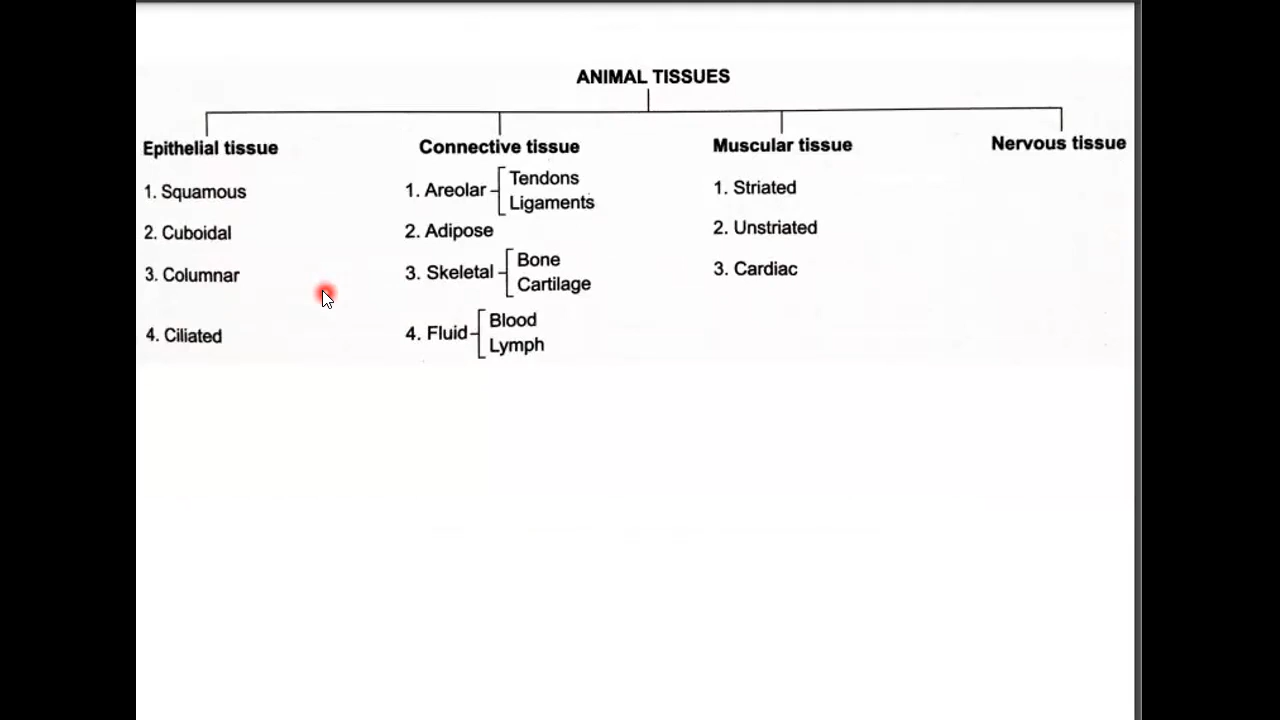 ANIMAL TISSUES
Epithelial tissue
1. Squamous
2. Cuboidal
3. Columnar
4. Ciliated
Connective tissue
1. Areolar
Tendons
Ligaments
2. Adipose
3. Skeletal
Bone
Cartilage
4. Fluid
Blood
Lymph
Muscular tissue
1. Striated
2. Unstriated
3. Cardiac
Nervous tissue